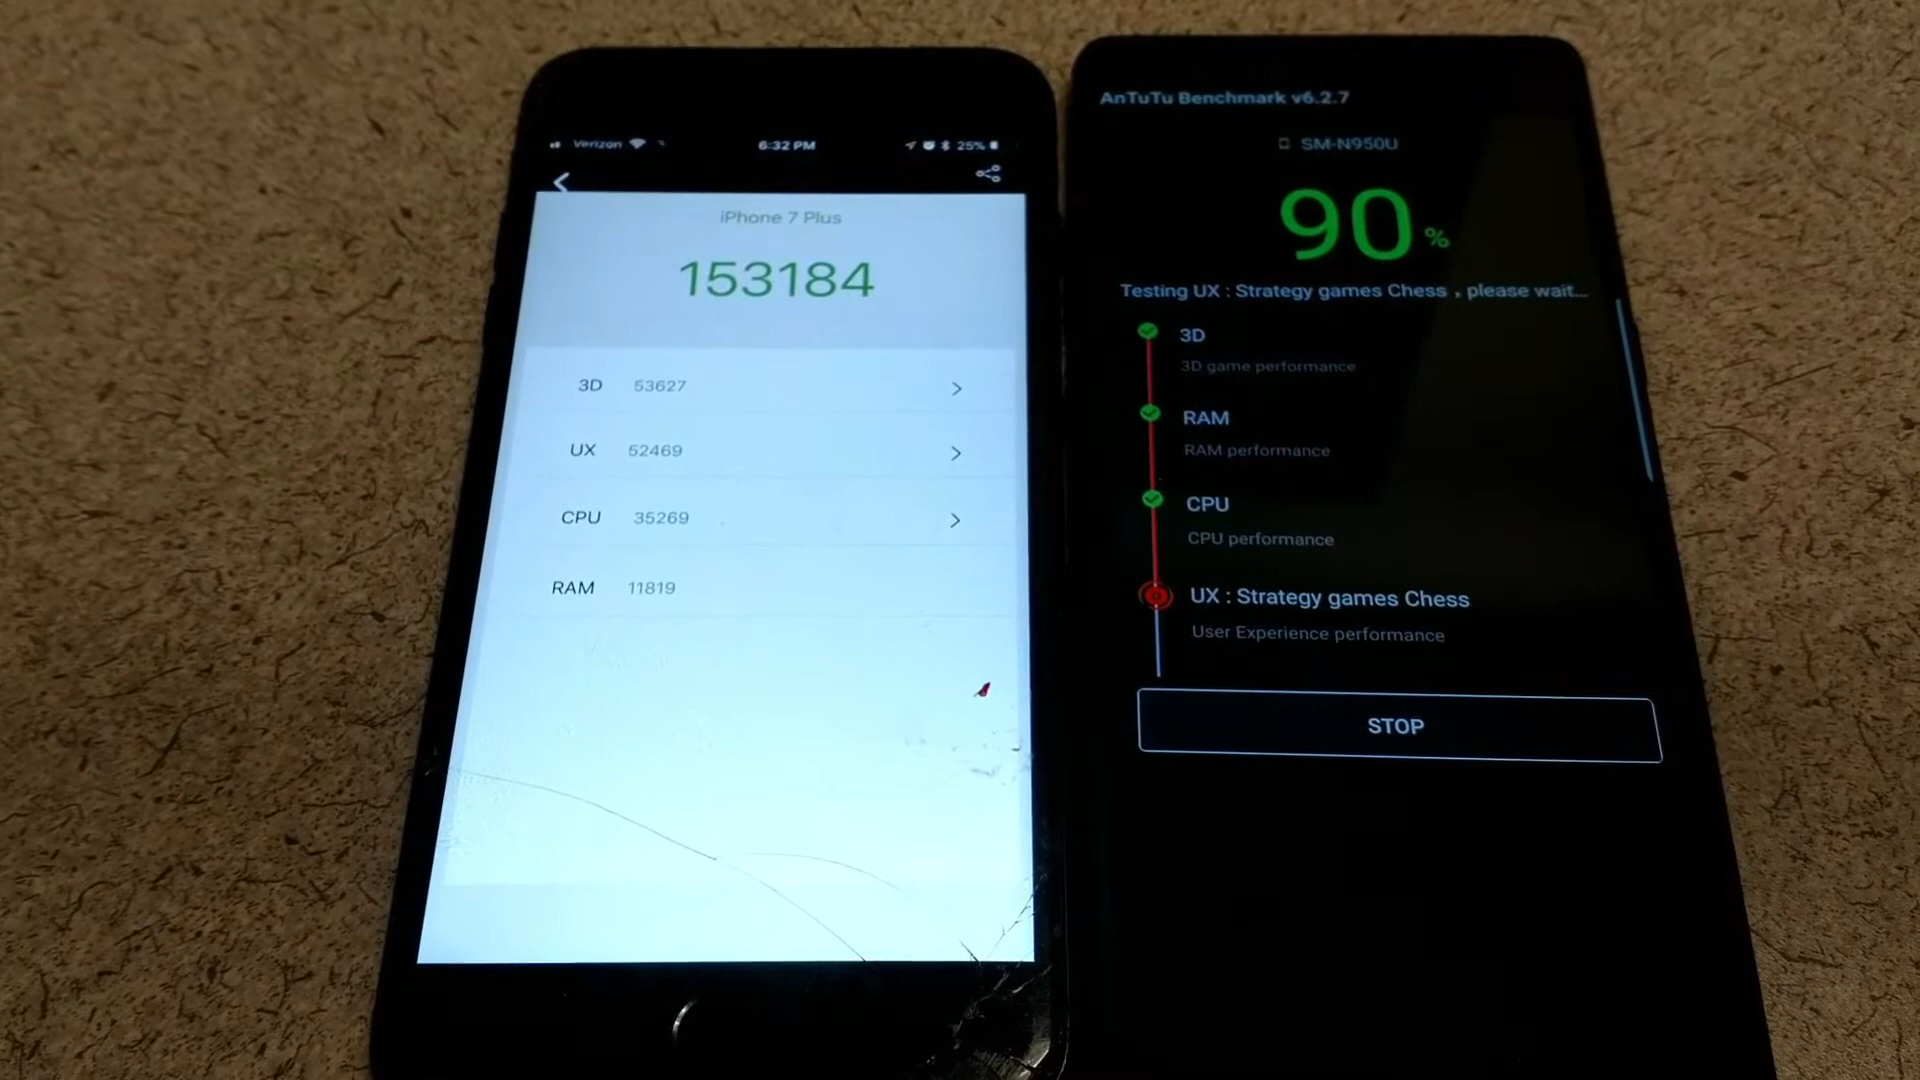 Verizon 6:32 PM 25%
iPhone 7 Plus
153184
3D 53627
UX 52469
CPU 35269
RAM 11819
AnTuTu Benchmark v6.2.7
SM-N950U
90 %
Testing UX : Strategy games Chess , please wait...
3D
3D game performance
RAM
RAM performance
CPU
CPU performance
UX : Strategy games Chess
User Experience performance
STOP